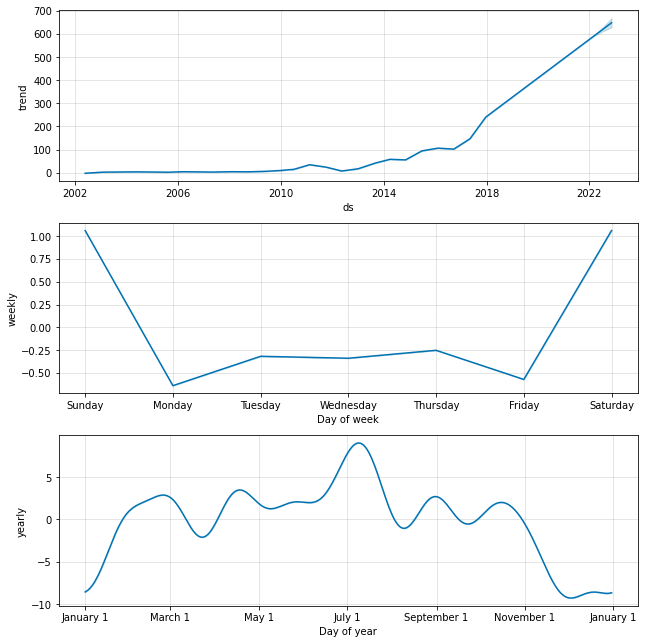 700
600
500
400
300
200
100
0
trend
2002 2006 2010 2014 2018 2022
ds
1.00
0.75
0.50
0.25
0.00
−0.25
−0.50
weekly
Sunday Monday Tuesday Wednesday Thursday Friday Saturday
Day of week
5
0
−5
−10
yearly
January 1 March 1 May 1 July 1 September 1 November 1 January 1
Day of year